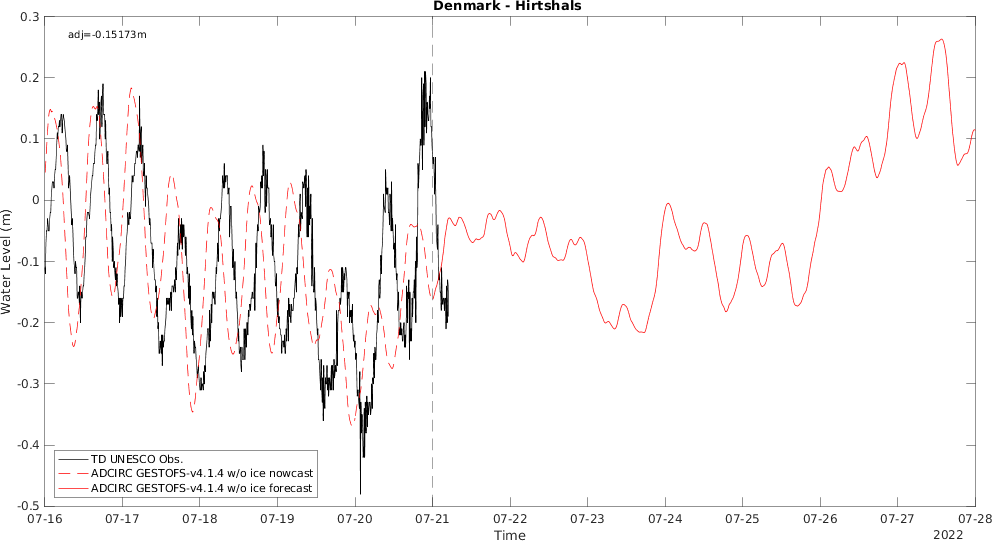 Denmark - Hirtshals
adj=-0.15173m
0.3
0.2
0.1
0
-0.1
-0.2
-0.3
-0.4
-0.5
Water Level (m)
TD UNESCO Obs.
ADCIRC GESTOFS-v4.1.4 w/o ice nowcast
ADCIRC GESTOFS-v4.1.4 w/o ice forecast
07-16 07-17 07-18 07-19 07-20 07-21 07-22 07-23 07-24 07-25 07-26 07-27 07-28
Time
2022